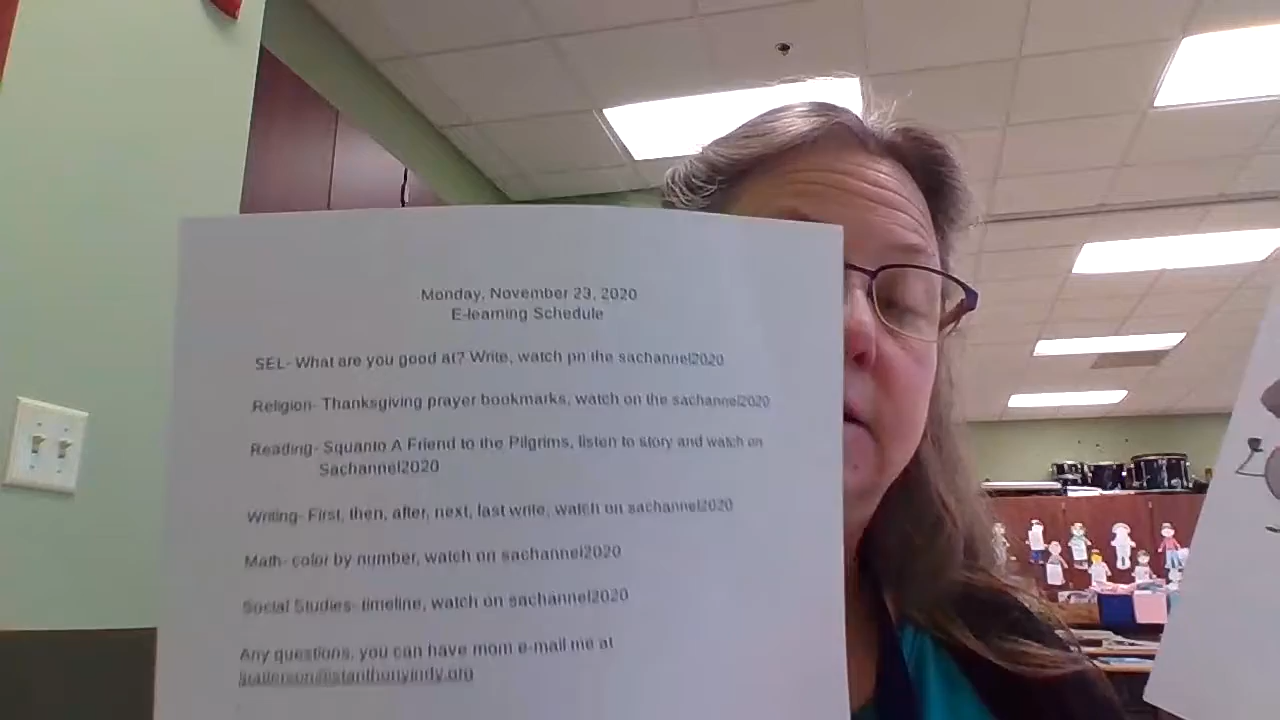 Monday, November 23, 2020
E-learning Schedule
SEL- What are you good at? Write, watch pn the sachannel2020
Religion- Thanksgiving prayer bookmarks, watch on the sachannel2020
Reading- Squanto A Friend to the Pilgrims, listen to story and watch on
Sachannel2020
Writing- First, then, after, next, last write, watch on sachannel2020
Math- color by number, watch on sachannel2020
Social Studies- timeline, watch on sachannel2020
Any questions, you can have mom e-mail me at